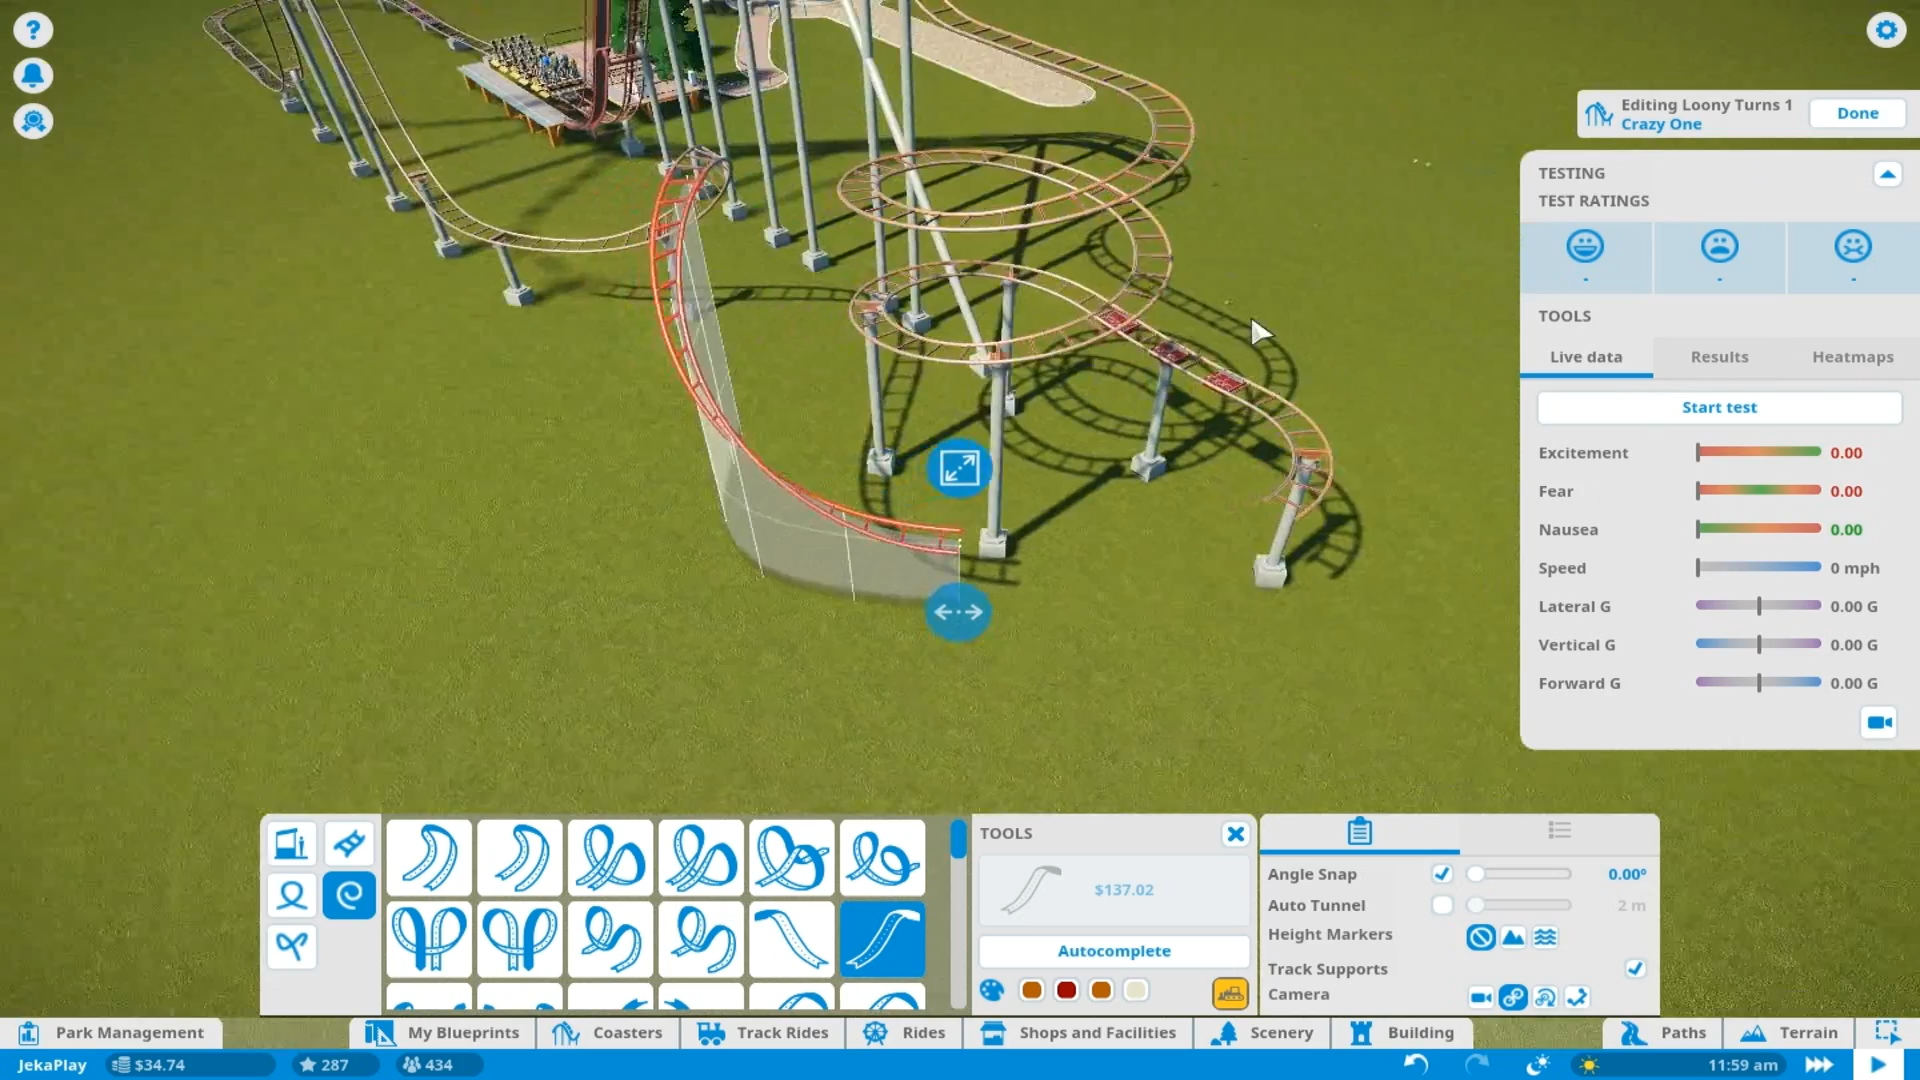 Editing Loony Turns 1
Crazy One
Done
TESTING
TEST RATINGS
- - -
TOOLS
Live data Results Heatmaps
Start test
Excitement 0.00
Fear 0.00
Nausea 0.00
Speed 0 mph
Lateral G 0.00 G
Vertical G 0.00 G
Forward G 0.00 G
TOOLS
$137.02
Autocomplete
Angle Snap 0.00°
Auto Tunnel 2 m
Height Markers
Track Supports
Camera
Park Management My Blueprints Coasters Track Rides Rides Shops and Facilities Scenery Building Paths Terrain
JekaPlay $34.74 287 434 11:59 am